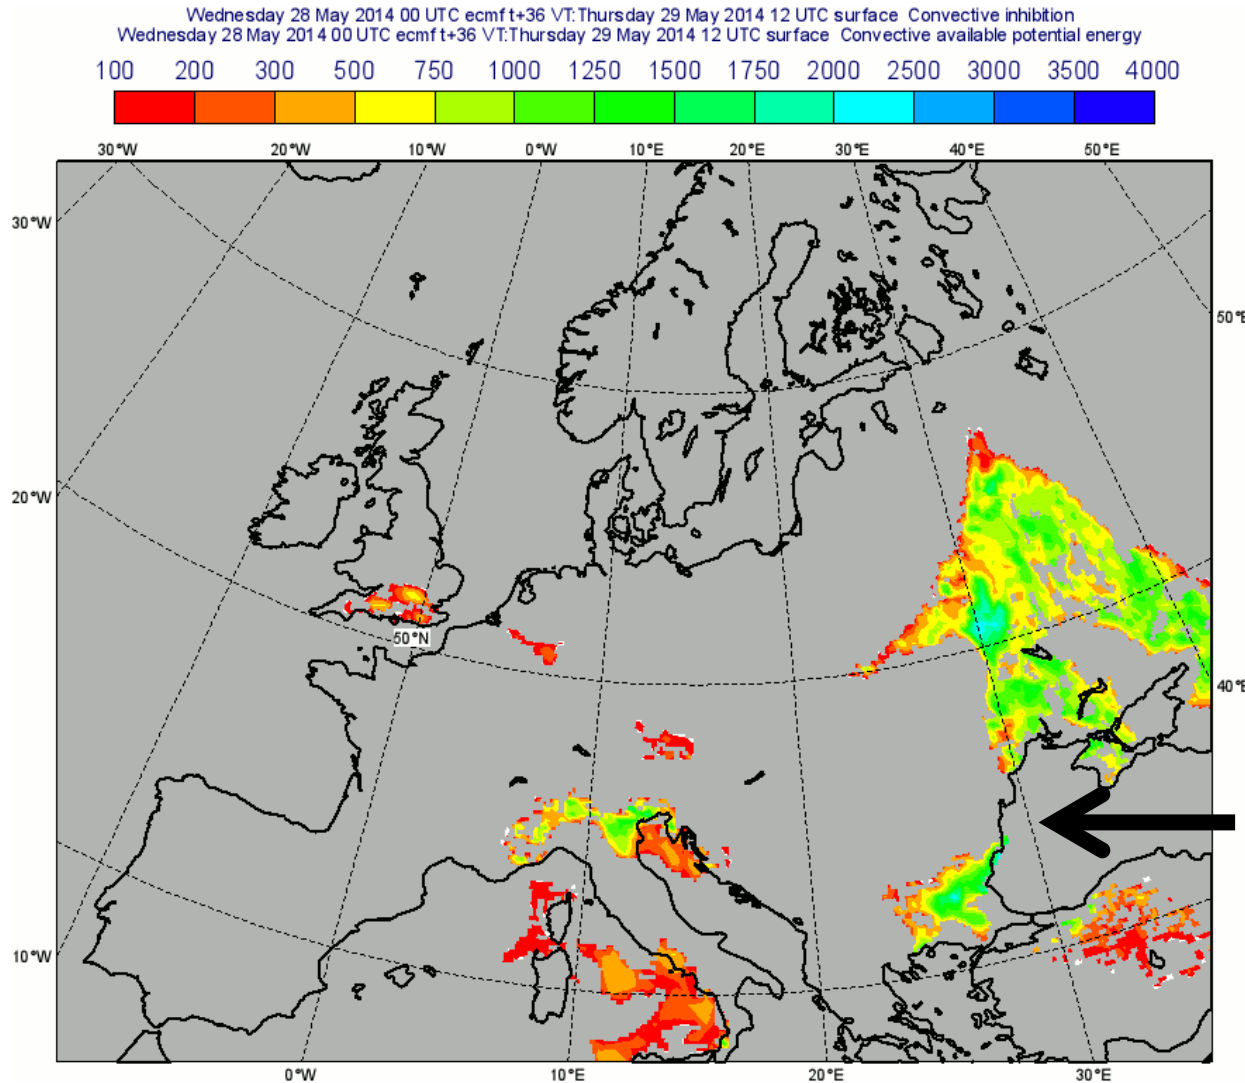 Wednesday 28 May 2014 00 UTC ecmf t+36 VT:Thursday 29 May 2014 12 UTC surface Convective inhibition
Wednesday 28 May 2014 00 UTC ecmf t+36 VT:Thursday 29 May 2014 12 UTC surface Convective available potential energy
100 200 300 500 750 1000 1250 1500 1750 2000 2500 3000 3500 4000
30°W 20°W 10°W 0°W 10°E 20°E 30°E 40°E 50°E
30°W
50°E
20°W
50°N
40°E
10°W
0°W 10°E 20°E 30°E